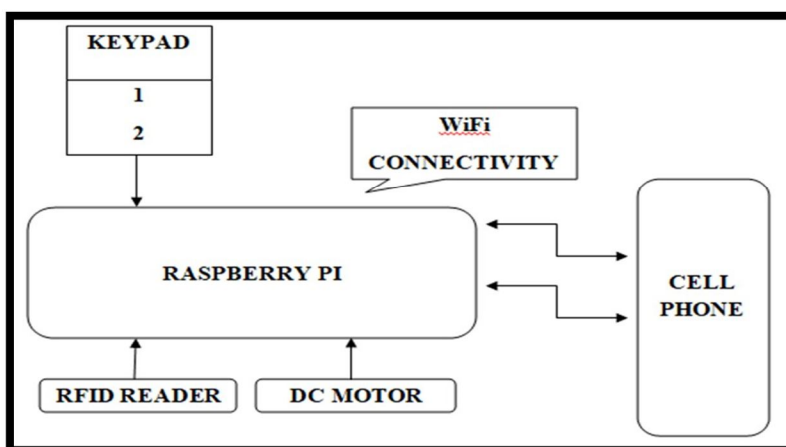 KEYPAD
1
2
WiFi
CONNECTIVITY
RASPBERRY PI
CELL
PHONE
RFID READER
DC MOTOR